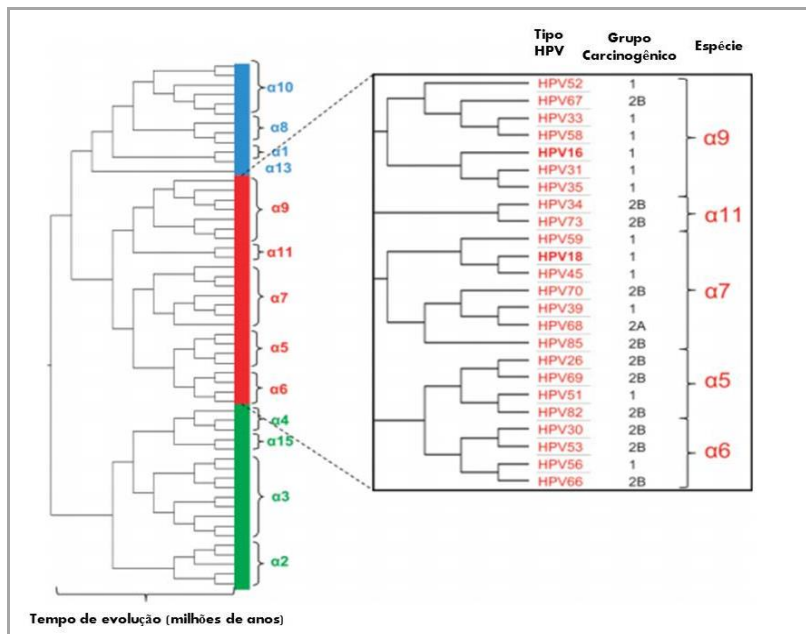 Tipo
HPV
Grupo
Carcinogênico
Espécie
α10
α8
α1
α13
α9
α11
α7
α5
α6
α4
α15
α3
α2
HPV52 1
HPV67 2B
HPV33 1
HPV58 1
HPV16 1
HPV31 1
HPV35 1
α9
HPV34 2B
HPV73 2B
α11
HPV59 1
HPV18 1
HPV45 1
HPV70 2B
HPV39 1
HPV68 2A
HPV85 2B
α7
HPV26 2B
HPV69 2B
HPV51 1
HPV82 2B
α5
HPV30 2B
HPV53 2B
HPV56 1
HPV66 2B
α6
Tempo de evolução (milhões de anos)